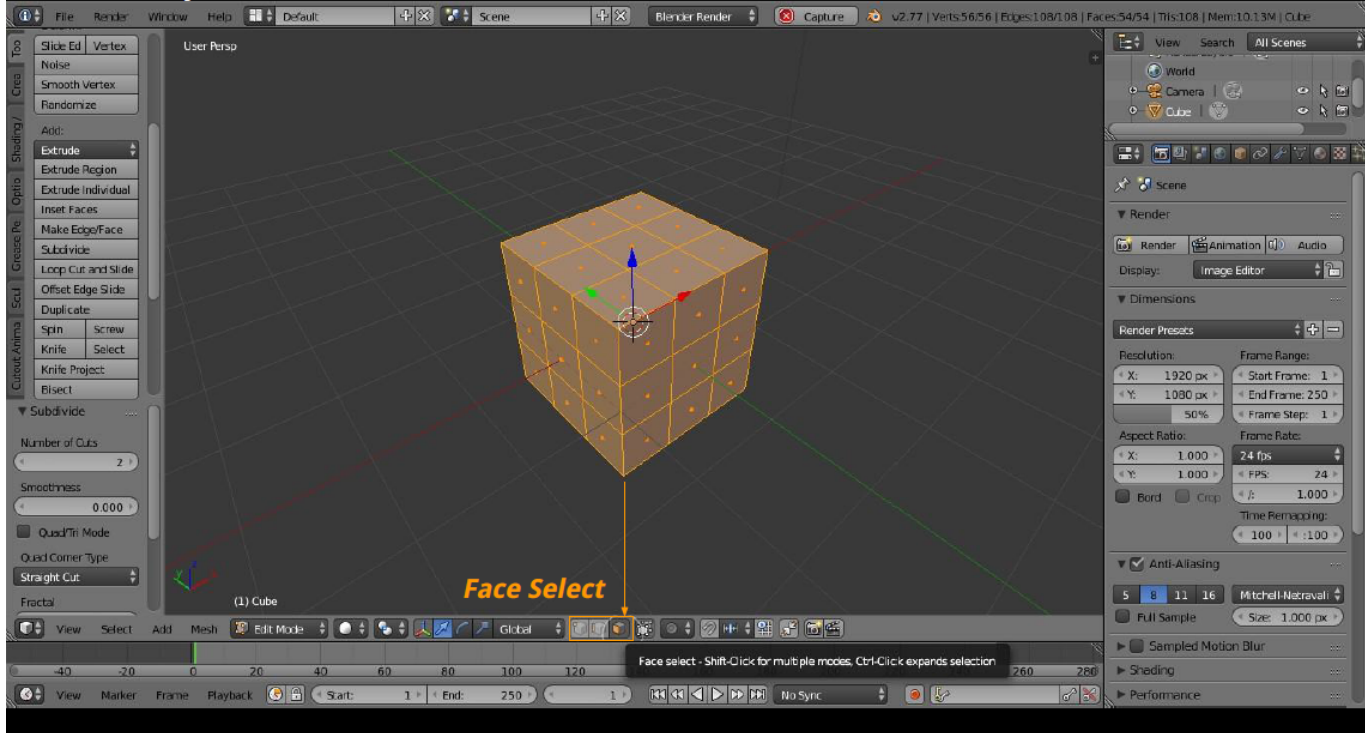 File Render Window Help Default Scene Blender Render Capture v2.77 | Verts:56/56 | Edges:108/108 | Faces:54/54 | Tris:108 | Mem:10.13M | Cube
Too
Crea
Shading/
Optio
Grease Pe
Scul
Cutout Anima
Slide Ed Vertex
Noise
Smooth Vertex
Randomize
Add:
Extrude
Extrude Region
Extrude Individual
Inset Faces
Make Edge/Face
Subdivide
Loop Cut and Slide
Offset Edge Slide
Duplicate
Spin Screw
Knife Select
Knife Project
Bisect
Subdivide
Number of Cuts
2
Smoothness
0.000
Quad/Tri Mode
Quad Corner Type
Straight Cut
Fractal
User Persp
Face Select
(1) Cube
View Select Add Mesh Edit Mode Global
Face select - Shift-Click for multiple modes, Ctrl-Click expands selection
-40 -20 0 20 40 60 80 100 120 260 280
View Marker Frame Playback Start: 1 End: 250 1 No Sync
View Search All Scenes
World
Camera
Cube
Scene
Render
Render Animation Audio
Display: Image Editor
Dimensions
Render Presets
Resolution: Frame Range:
X: 1920 px Start Frame: 1
Y: 1080 px End Frame: 250
50% Frame Step: 1
Aspect Ratio: Frame Rate:
X: 1.000 24 fps
Y: 1.000 FPS: 24
Bord Crop /: 1.000
Time Remapping:
100 :100
Anti-Aliasing
5 8 11 16 Mitchell-Netravali
Full Sample Size: 1.000 px
Sampled Motion Blur
Shading
Performance